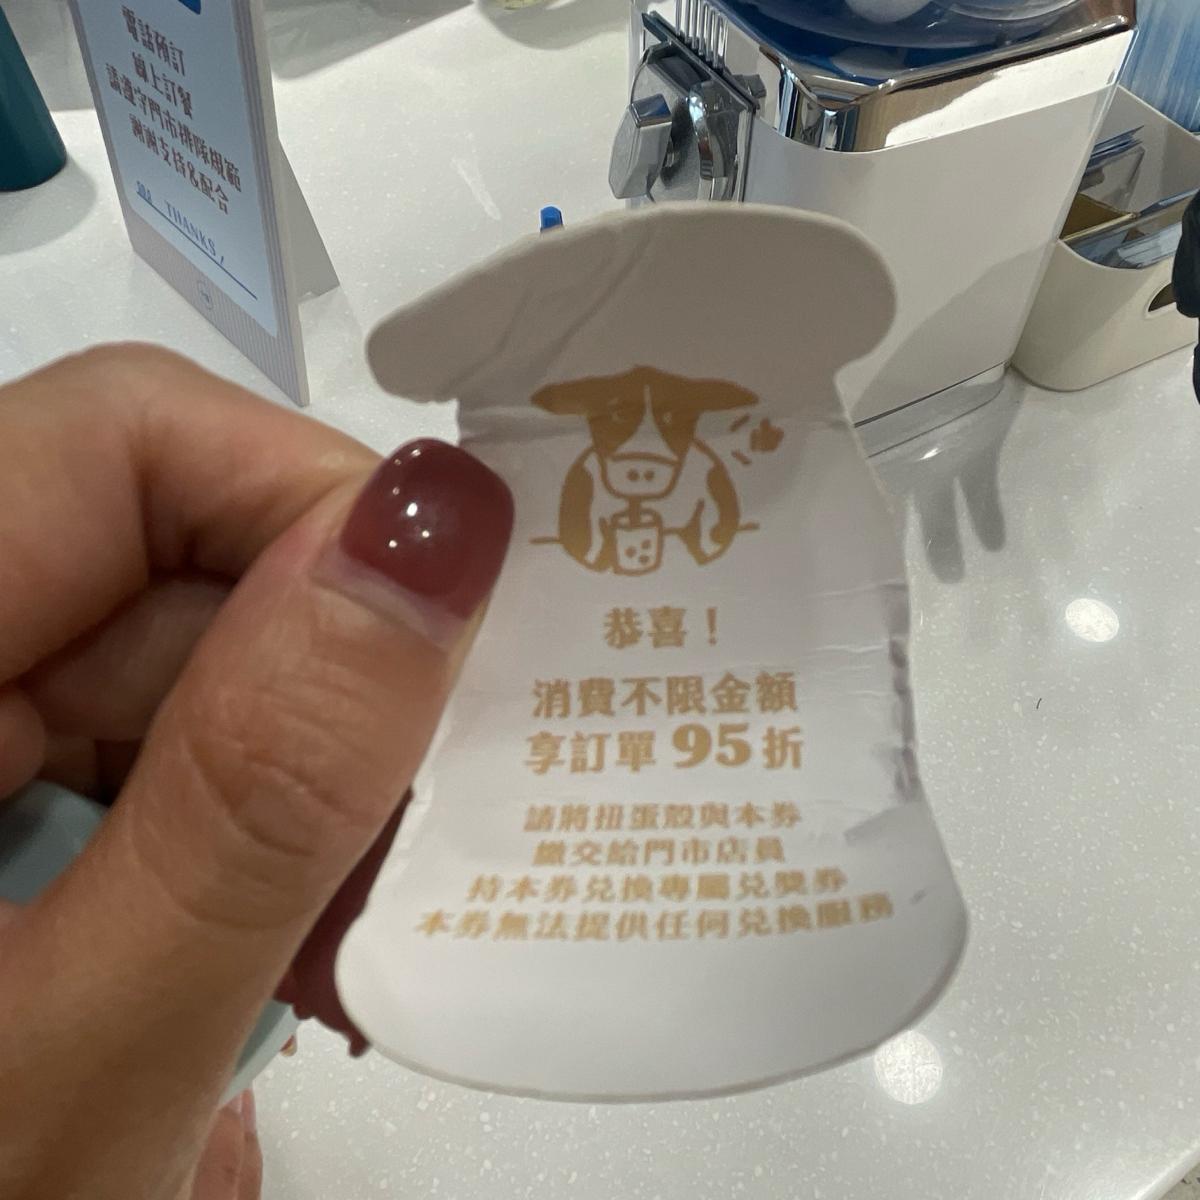 電話預訂
線上訂餐
請遵守門市排隊規範
謝謝支持&配合
THANKS,
恭喜！
消費不限金額
享訂單 95 折
請將扭蛋殼與本券
繳交給門市店員
持本券兌換專屬兌獎券
本券無法提供任何兌換服務